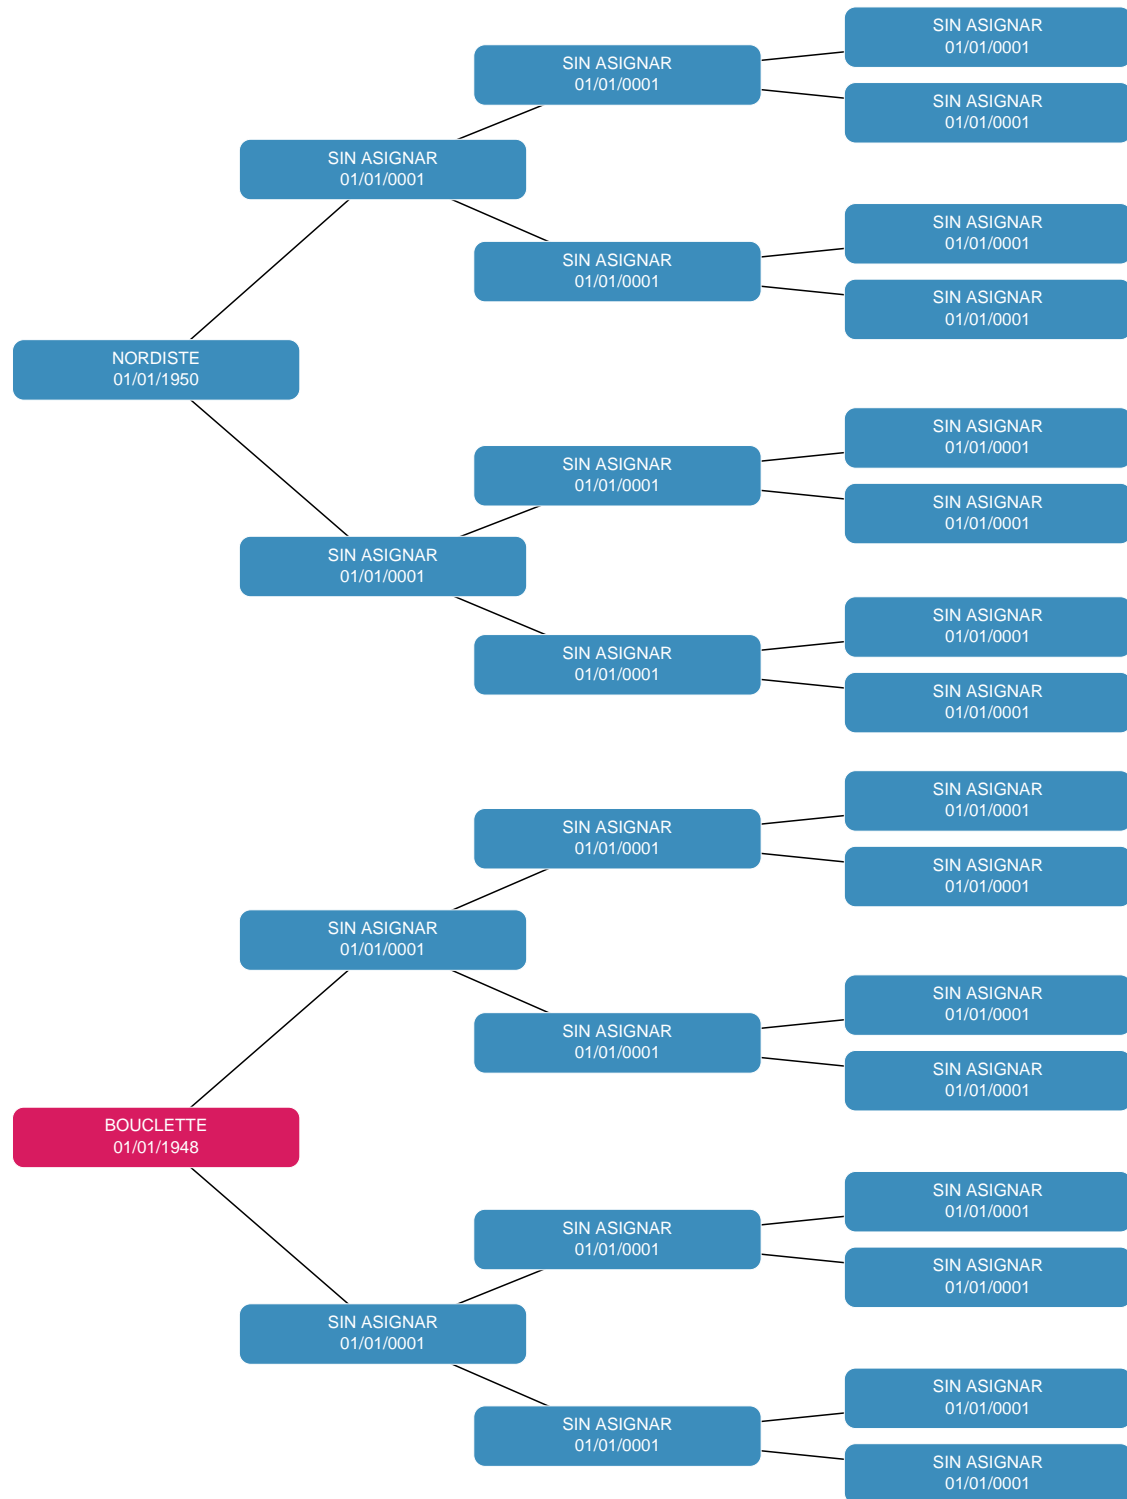 SIN ASIGNAR
01/01/0001
SIN ASIGNAR
01/01/0001
SIN ASIGNAR
01/01/0001
SIN ASIGNAR
01/01/0001
SIN ASIGNAR
01/01/0001
SIN ASIGNAR
01/01/0001
SIN ASIGNAR
01/01/0001
NORDISTE
01/01/1950
SIN ASIGNAR
01/01/0001
SIN ASIGNAR
01/01/0001
SIN ASIGNAR
01/01/0001
SIN ASIGNAR
01/01/0001
SIN ASIGNAR
01/01/0001
SIN ASIGNAR
01/01/0001
SIN ASIGNAR
01/01/0001
SIN ASIGNAR
01/01/0001
SIN ASIGNAR
01/01/0001
SIN ASIGNAR
01/01/0001
SIN ASIGNAR
01/01/0001
SIN ASIGNAR
01/01/0001
SIN ASIGNAR
01/01/0001
SIN ASIGNAR
01/01/0001
BOUCLETTE
01/01/1948
SIN ASIGNAR
01/01/0001
SIN ASIGNAR
01/01/0001
SIN ASIGNAR
01/01/0001
SIN ASIGNAR
01/01/0001
SIN ASIGNAR
01/01/0001
SIN ASIGNAR
01/01/0001
SIN ASIGNAR
01/01/0001